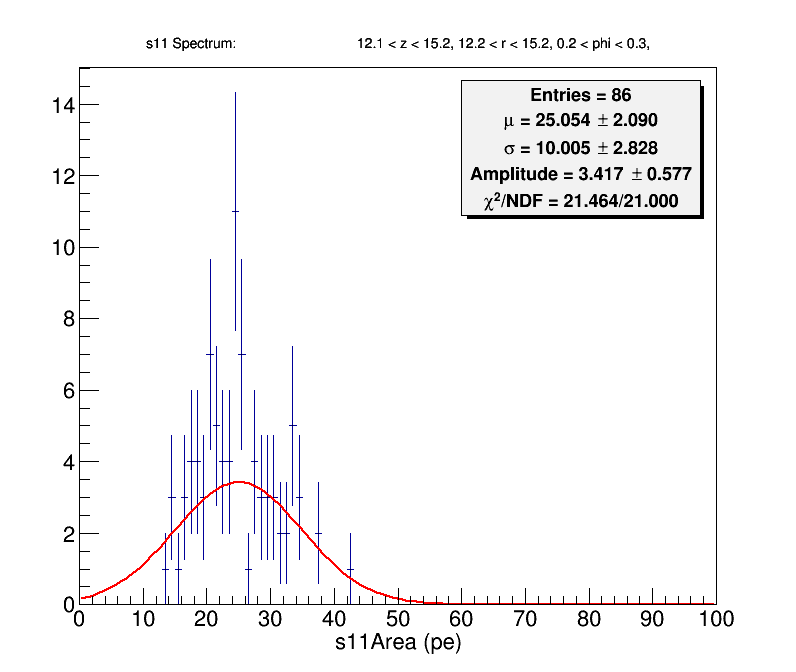 s11 Spectrum: 12.1 < z < 15.2, 12.2 < r < 15.2, 0.2 < phi < 0.3,
Entries = 86
μ = 25.054 ± 2.090
σ = 10.005 ± 2.828
Amplitude = 3.417 ± 0.577
χ²/NDF = 21.464/21.000
14
12
10
8
6
4
2
0
0 10 20 30 40 50 60 70 80 90 100
s11Area (pe)